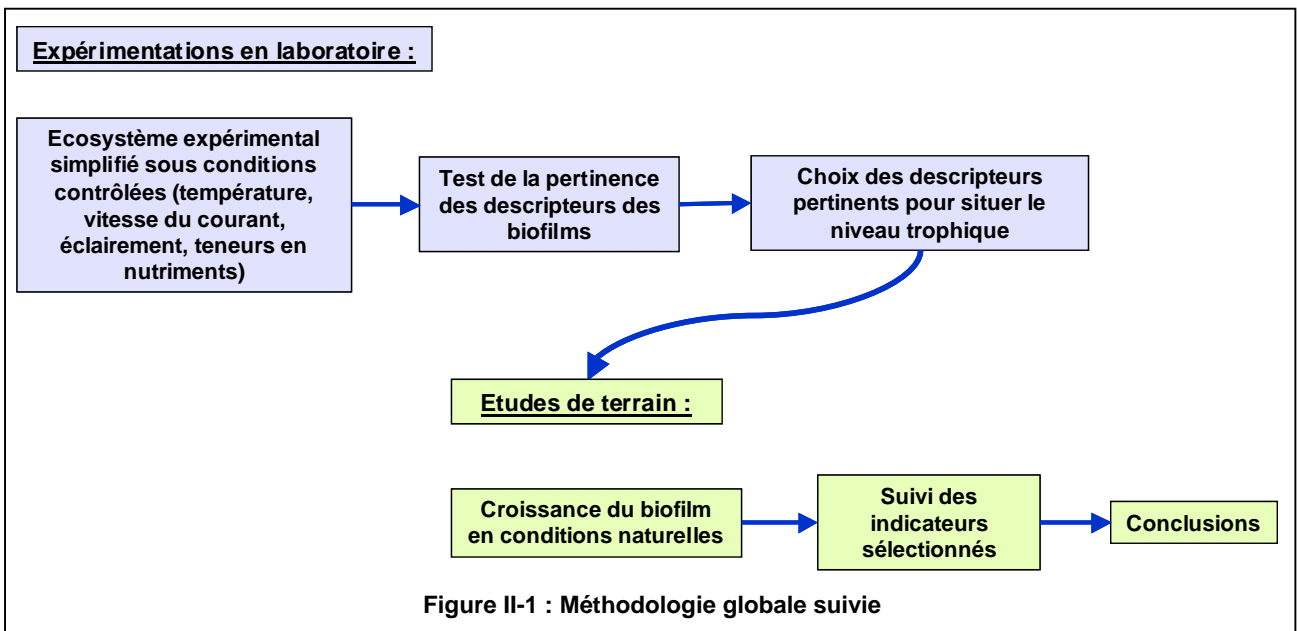 Expérimentations en laboratoire :
Ecosystème expérimental
simplifié sous conditions
contrôlées (température,
vitesse du courant,
éclairement, teneurs en
nutriments)
Test de la pertinence
des descripteurs des
biofilms
Choix des descripteurs
pertinents pour situer le
niveau trophique
Etudes de terrain :
Croissance du biofilm
en conditions naturelles
Suivi des
indicateurs
sélectionnés
Conclusions
Figure II-1 : Méthodologie globale suivie